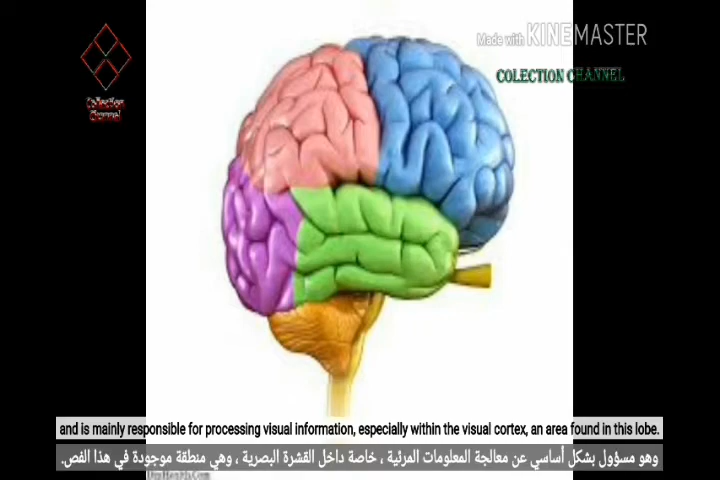 Made with KINEMASTER
COLECTION CHANNEL
Collection
Channel
and is mainly responsible for processing visual information, especially within the visual cortex, an area found in this lobe.
وهو مسؤول بشكل أساسي عن معالجة المعلومات المرئية ، خاصة داخل القشرة البصرية ، وهي منطقة موجودة في هذا الفص.